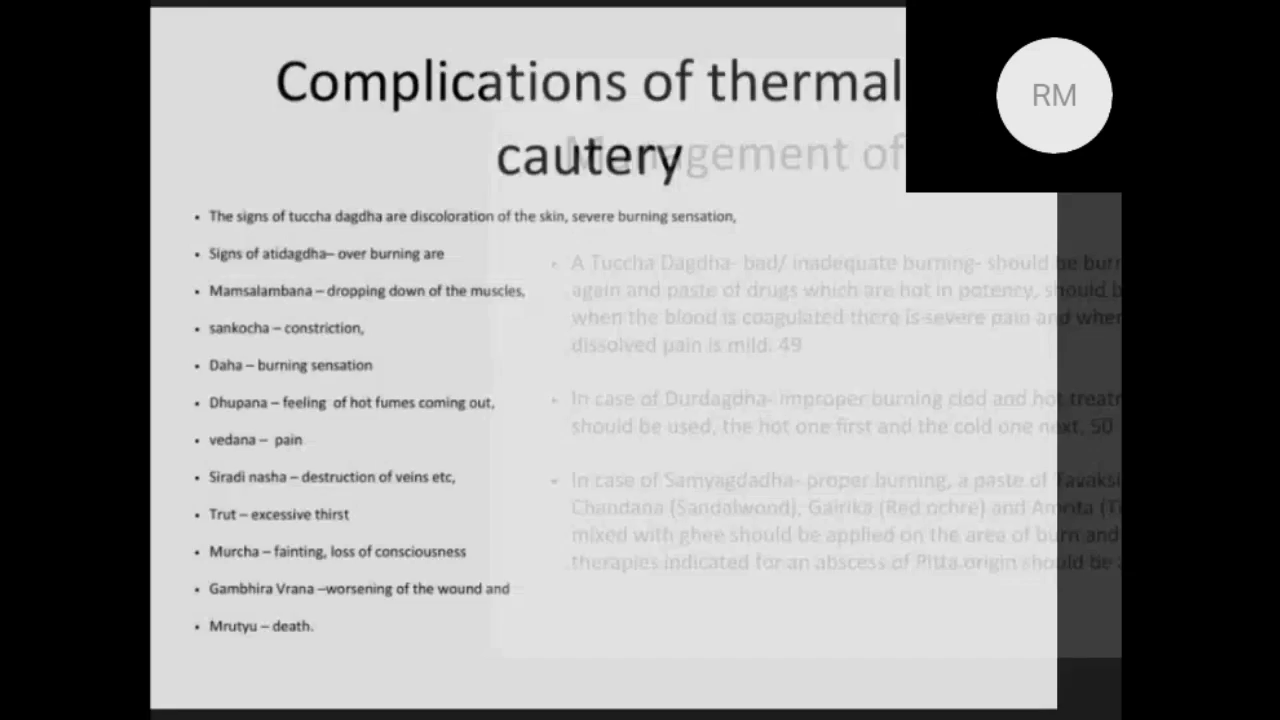 Complications of thermal
cautery
• The signs of tuccha dagdha are discoloration of the skin, severe burning sensation,
• Signs of atidagdha– over burning are
• Mamsalambana – dropping down of the muscles,
• sankocha – constriction,
• Daha – burning sensation
• Dhupana – feeling of hot fumes coming out,
• vedana – pain
• Siradi nasha – destruction of veins etc,
• Trut – excessive thirst
• Murcha – fainting, loss of consciousness
• Gambhira Vrana –worsening of the wound and
• Mrutyu – death.
Management of
• A Tuccha Dagdha- bad/ inadequate burning- should be
again and paste of drugs which are hot in potency, should
when the blood is coagulated there is severe pain and
dissolved pain is mild. 49
• In case of Durdagdha- improper burning clod and hot
should be used, the hot one first and the cold one next. 50
• In case of Samyagdadha- proper burning, a paste of
Chandana (Sandalwood), Gairika (Red ochre) and Amrita
mixed with ghee should be applied on the area of burn and
therapies indicated for an abscess of Pitta origin should be
RM